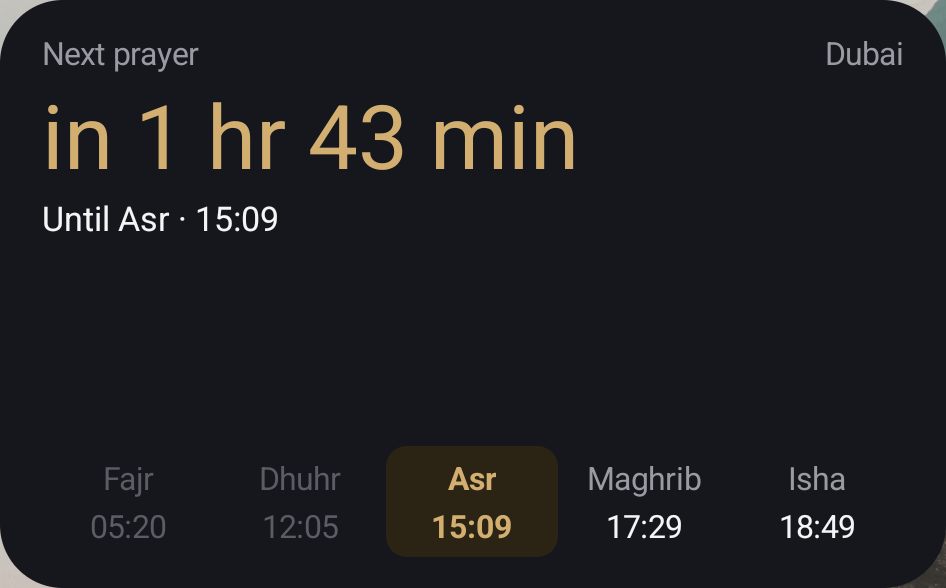 Next prayer Dubai
in 1 hr 43 min
Until Asr · 15:09
Fajr Dhuhr Asr Maghrib Isha
05:20 12:05 15:09 17:29 18:49